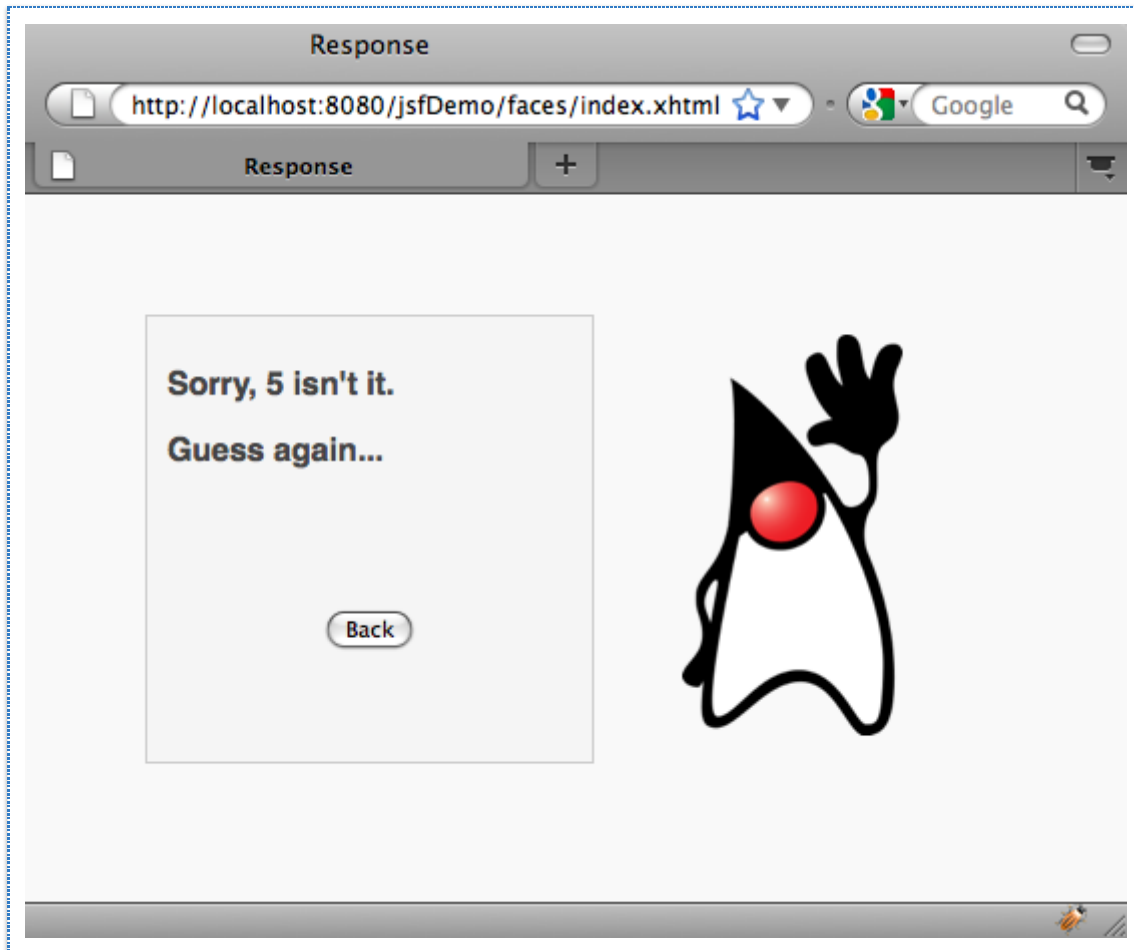 Response
http://localhost:8080/jsfDemo/faces/index.xhtml
Google
Response
Sorry, 5 isn't it.
Guess again...
Back